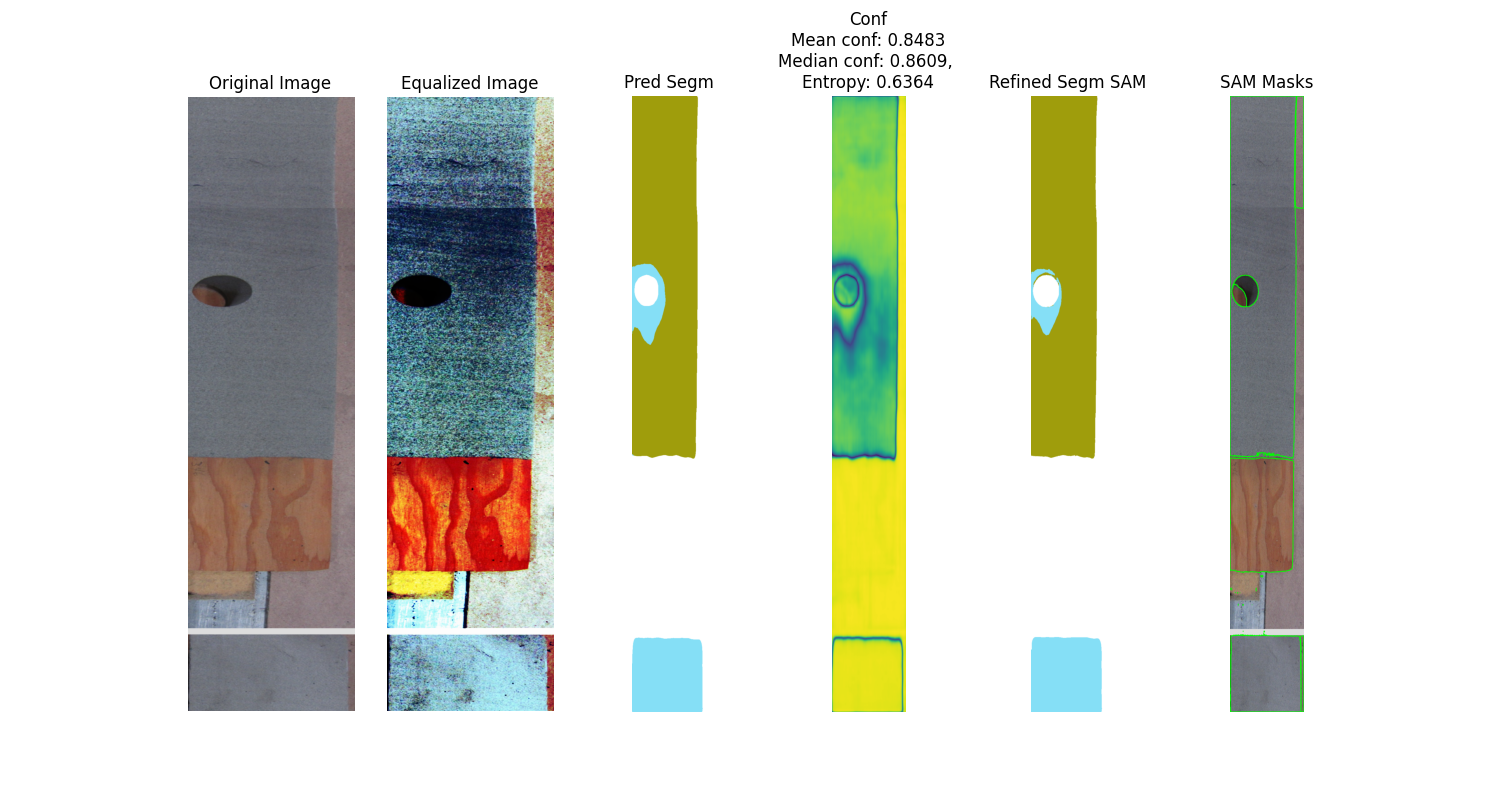 Original Image
Equalized Image
Pred Segm
Conf
Mean conf: 0.8483
Median conf: 0.8609,
Entropy: 0.6364
Refined Segm SAM
SAM Masks